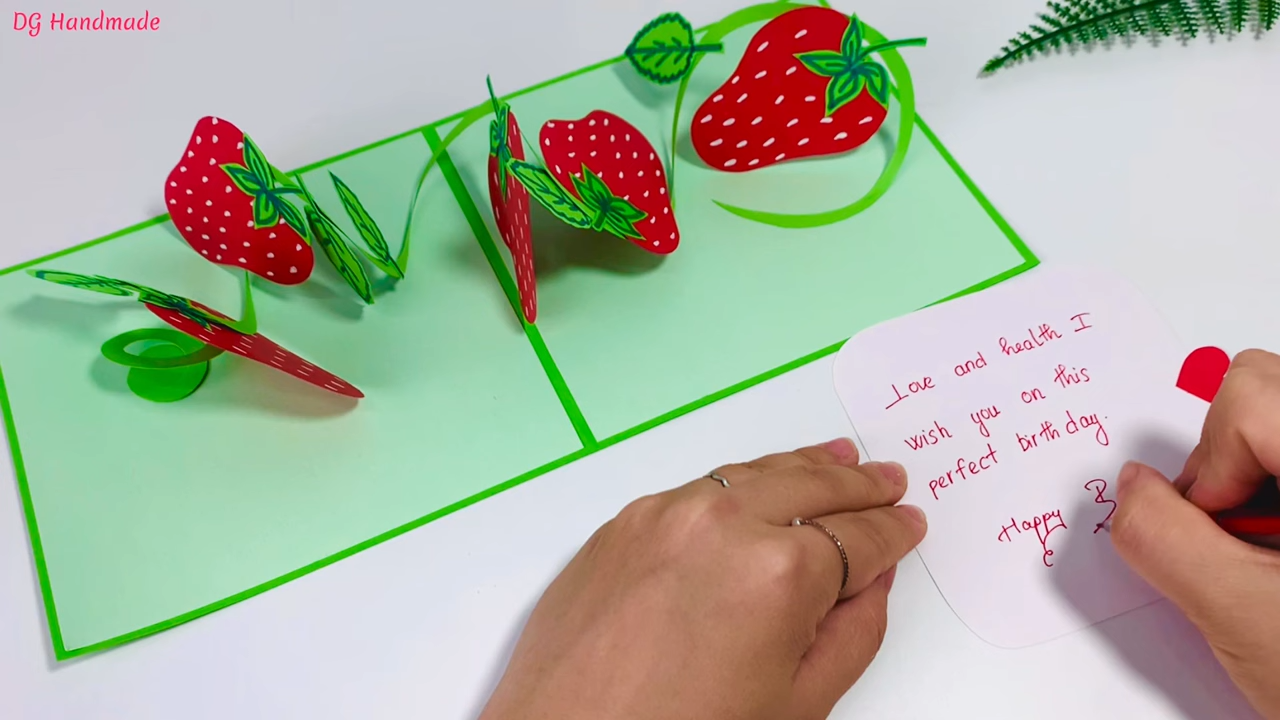 DG Handmade
Love and health I
wish you on this
perfect birthday.
Happy B